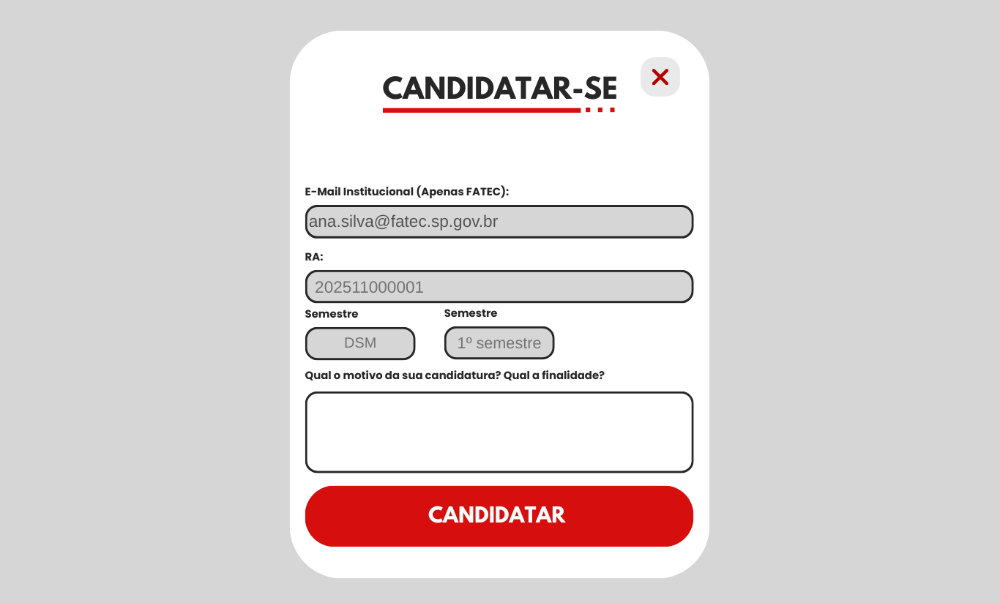 CANDIDATAR-SE
E-Mail Institucional (Apenas FATEC):
ana.silva@fatec.sp.gov.br
RA:
202511000001
Semestre
Semestre
DSM
1º semestre
Qual o motivo da sua candidatura? Qual a finalidade?
CANDIDATAR